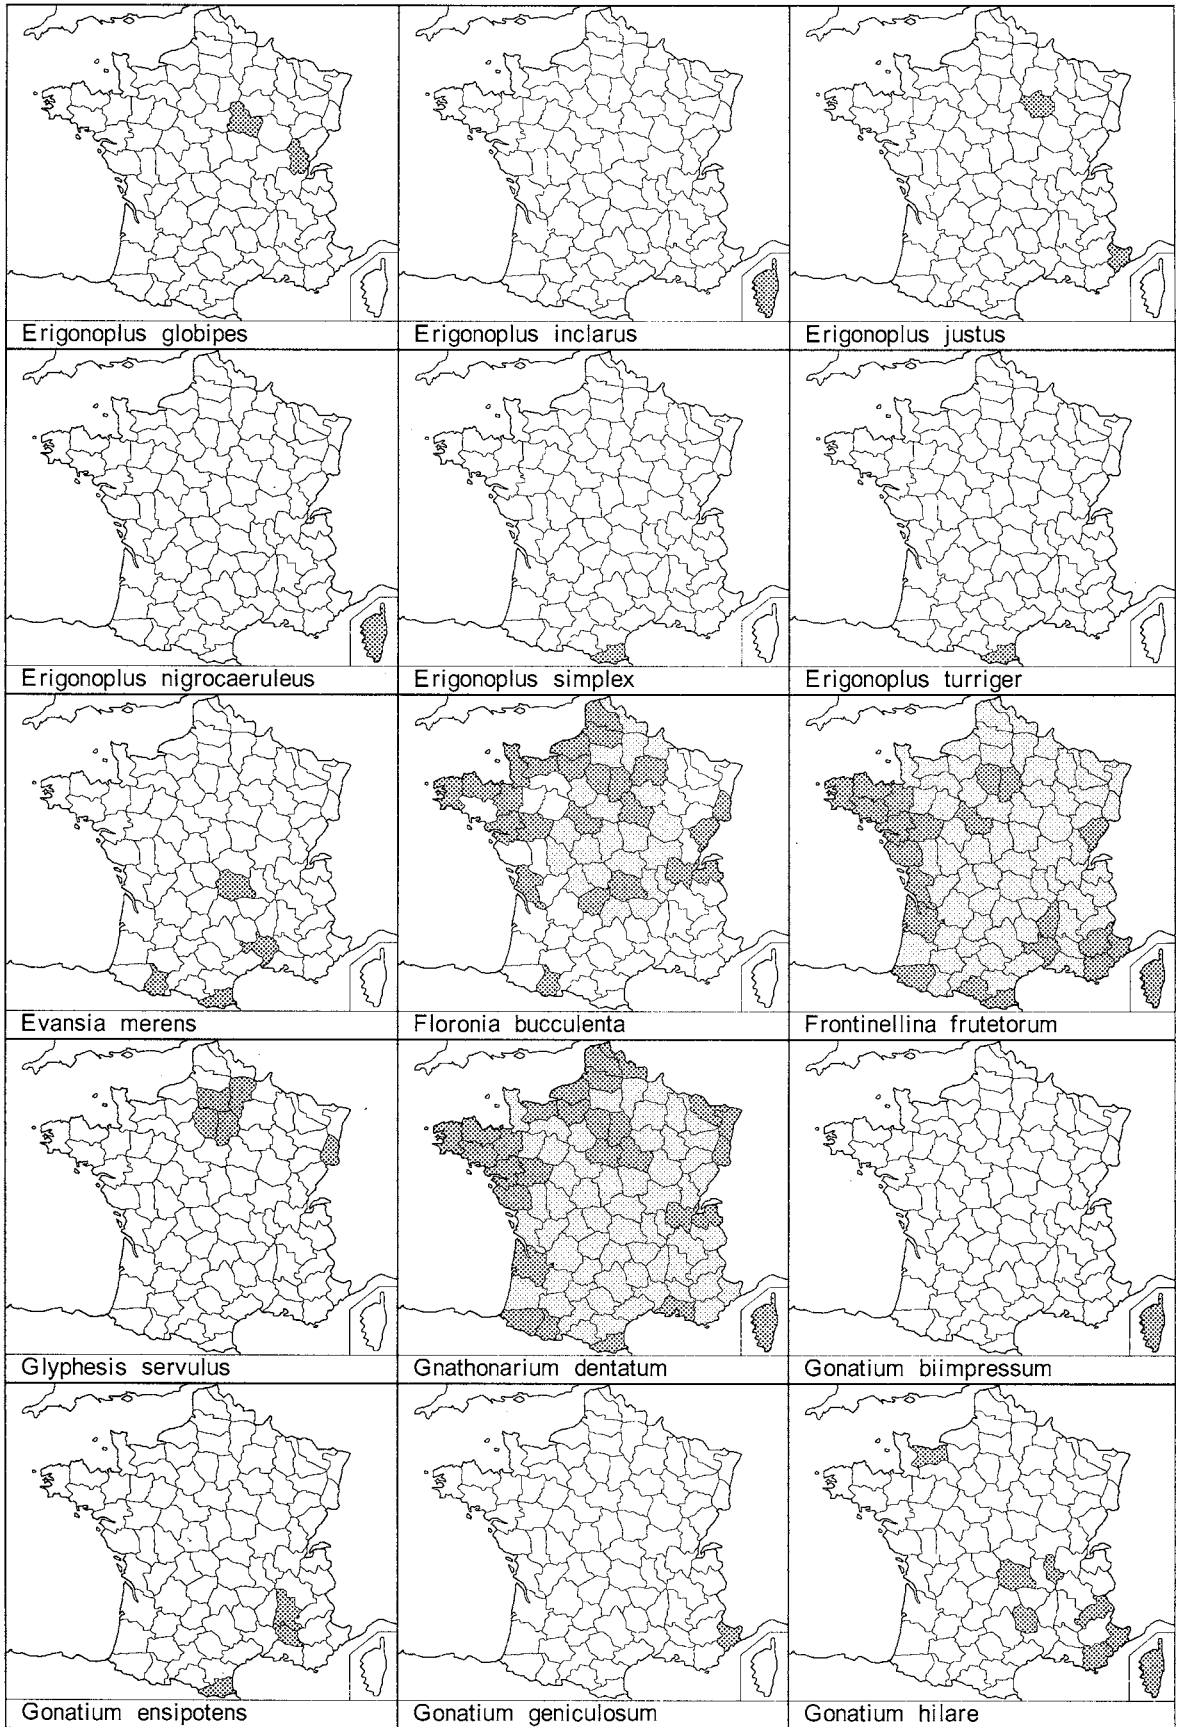 Erigonoplus globipes
Erigonoplus inclarus
Erigonoplus justus
Erigonoplus nigrocaeruleus
Erigonoplus simplex
Erigonoplus turriger
Evansia merens
Floronia bucculenta
Frontinellina frutetorum
Glyphesis servulus
Gnathonarium dentatum
Gonatium biimpressum
Gonatium ensipotens
Gonatium geniculosum
Gonatium hilare